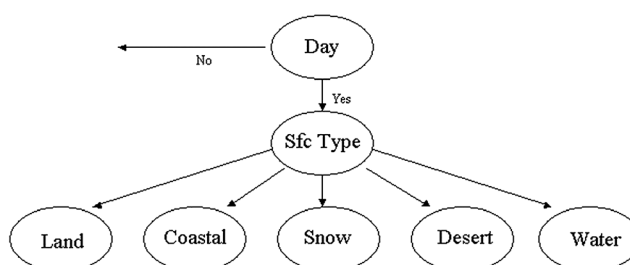 Day
No
Yes
Sfc Type
Land
Coastal
Snow
Desert
Water